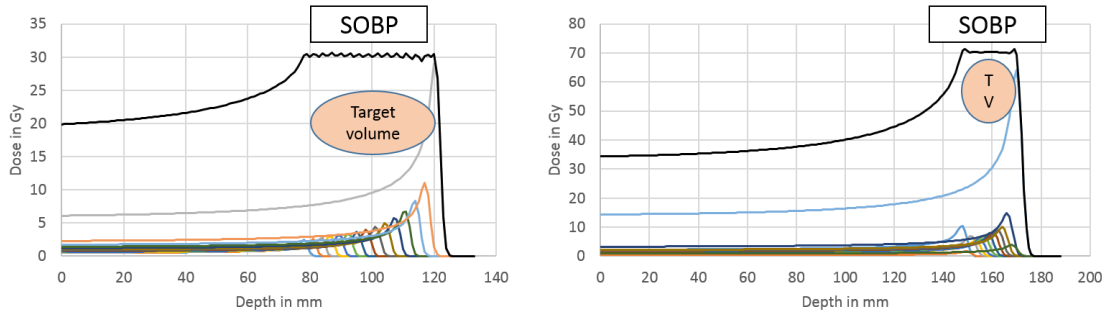 SOBP
35
30
25
20
15
10
5
0
Dose in Gy
Target
volume
0 20 40 60 80 100 120 140
Depth in mm
SOBP
80
70
60
50
40
30
20
10
0
Dose in Gy
T
V
0 20 40 60 80 100 120 140 160 180 200
Depth in mm